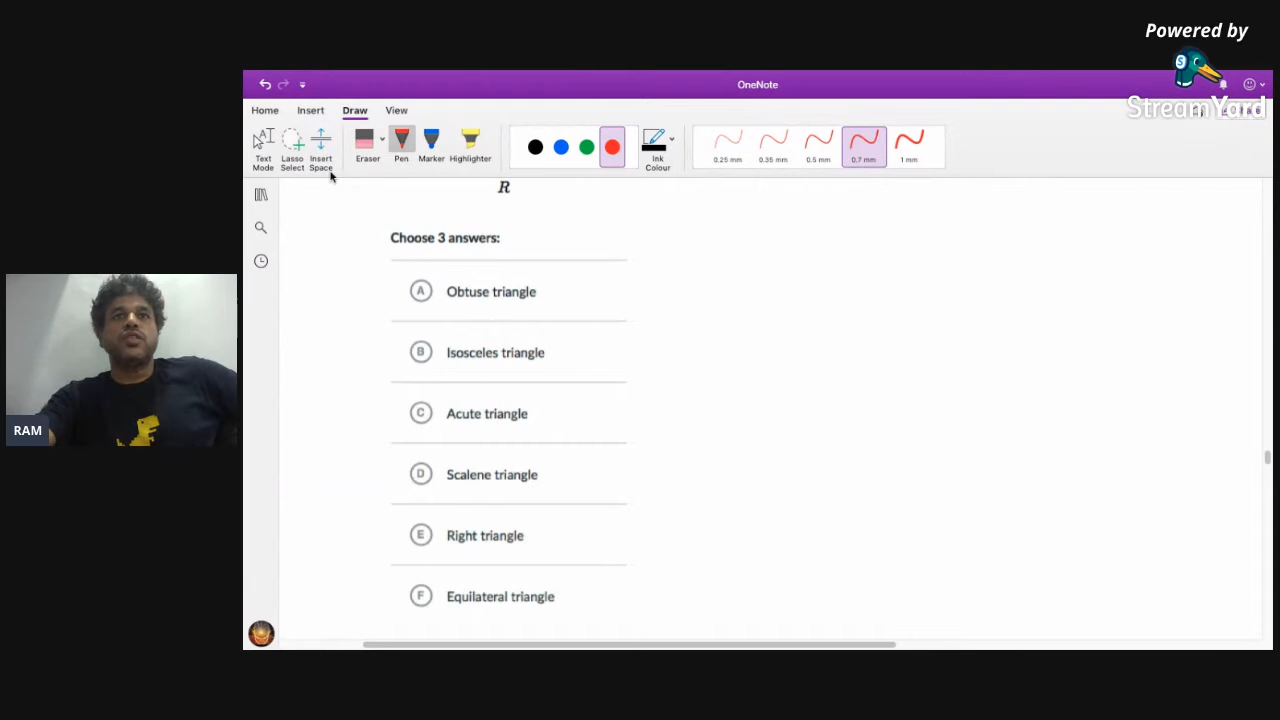 Powered by
StreamYard
OneNote
Home Insert Draw View
Text Mode
Lasso Select
Insert Space
Eraser
Pen
Marker
Highlighter
Ink Colour
0.25 mm
0.35 mm
0.5 mm
0.7 mm
1 mm
R
Choose 3 answers:
A Obtuse triangle
B Isosceles triangle
C Acute triangle
D Scalene triangle
E Right triangle
F Equilateral triangle
RAM